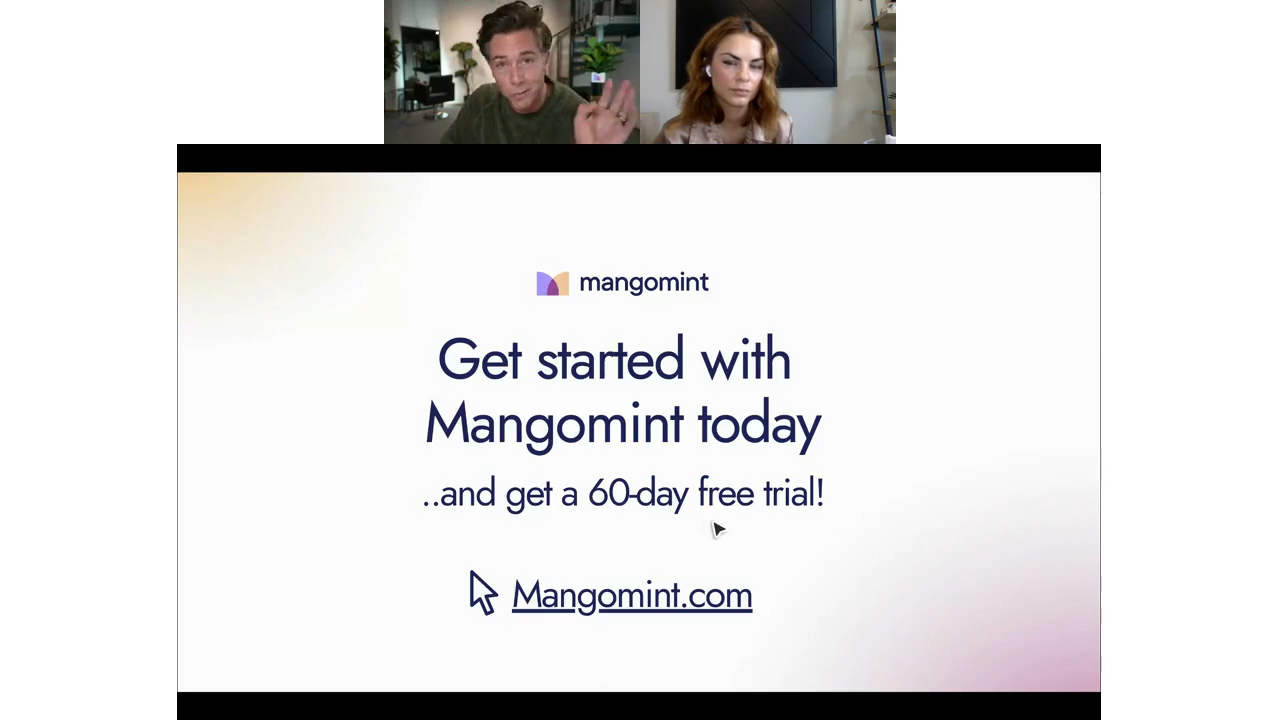 mangomint
Get started with
Mangomint today
..and get a 60-day free trial!
Mangomint.com